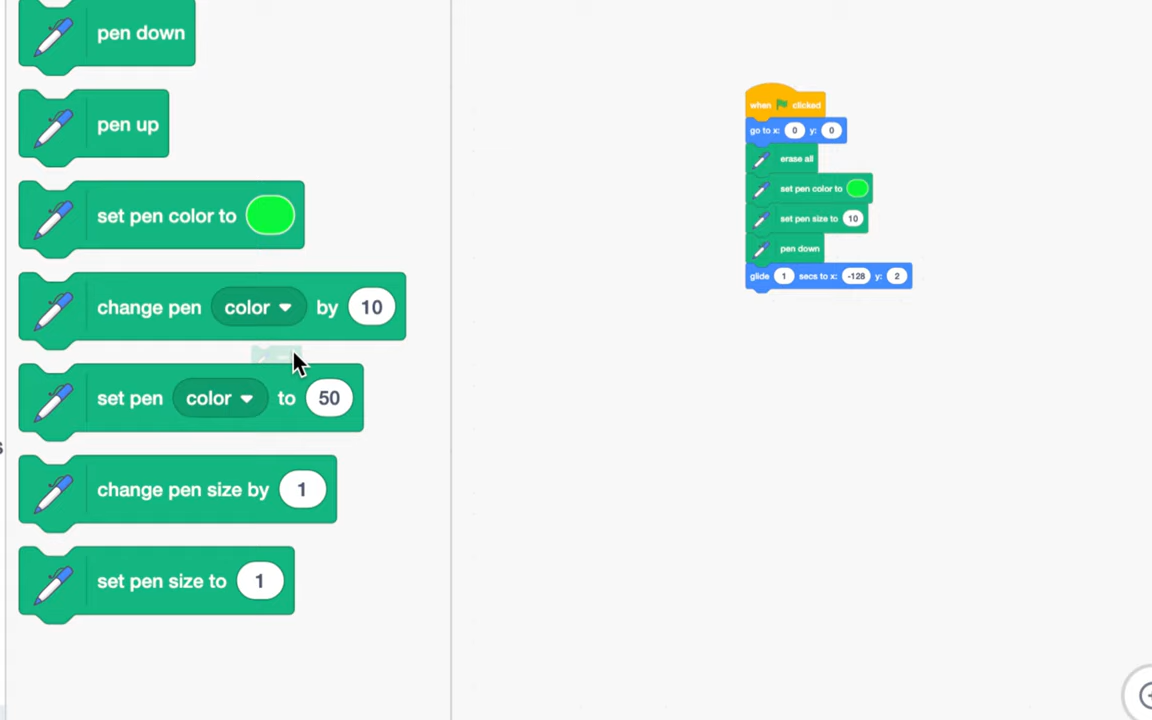 pen down
pen up
set pen color to
change pen color by 10
set pen color to 50
change pen size by 1
set pen size to 1
when clicked
go to x: 0 y: 0
erase all
set pen color to
set pen size to 10
pen down
glide 1 secs to x: -128 y: 2